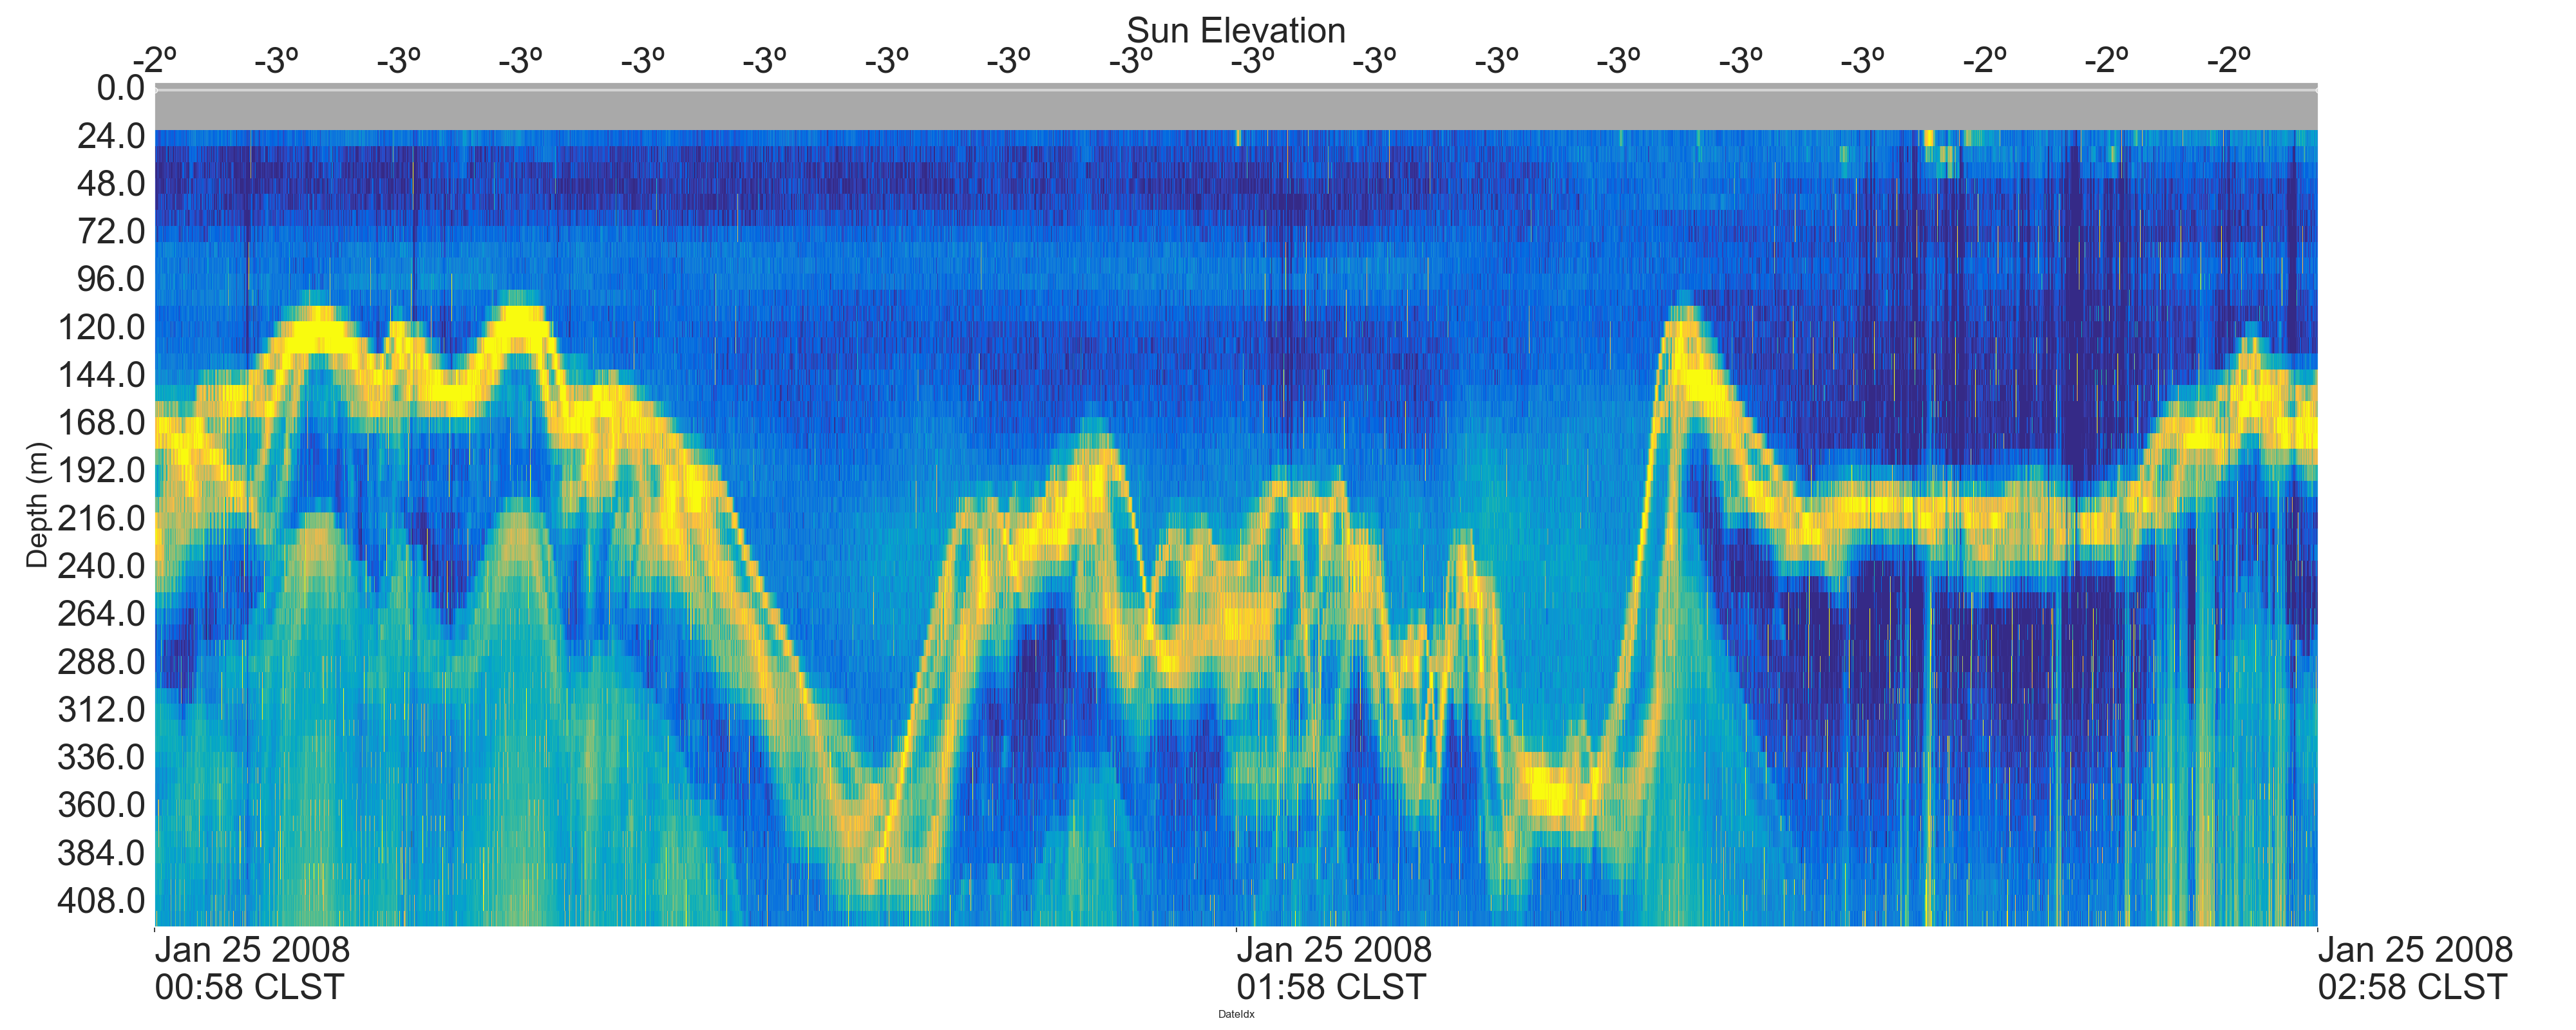 Sun Elevation
-2º -3º -3º -3º -3º -3º -3º -3º -3º -3º -3º -3º -3º -3º -3º -2º -2º -2º
0.0
24.0
48.0
72.0
96.0
120.0
144.0
168.0
192.0
216.0
240.0
264.0
288.0
312.0
336.0
360.0
384.0
408.0
Depth (m)
Jan 25 2008
00:58 CLST
Jan 25 2008
01:58 CLST
Jan 25 2008
02:58 CLST
DateIdx